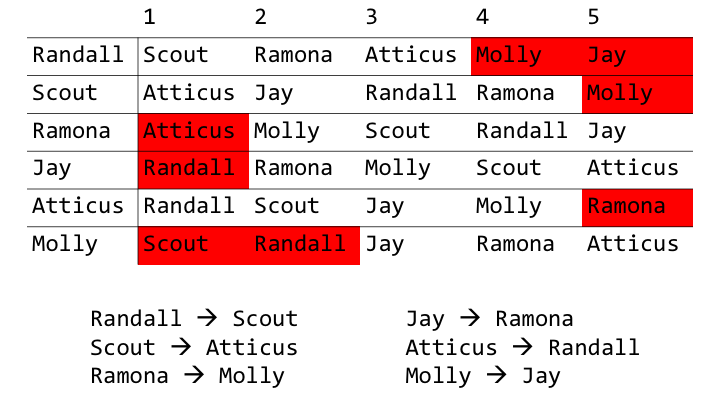 1 2 3 4 5
Randall Scout Ramona Atticus Molly Jay
Scout Atticus Jay Randall Ramona Molly
Ramona Atticus Molly Scout Randall Jay
Jay Randall Ramona Molly Scout Atticus
Atticus Randall Scout Jay Molly Ramona
Molly Scout Randall Jay Ramona Atticus
Randall → Scout Jay → Ramona
Scout → Atticus Atticus → Randall
Ramona → Molly Molly → Jay